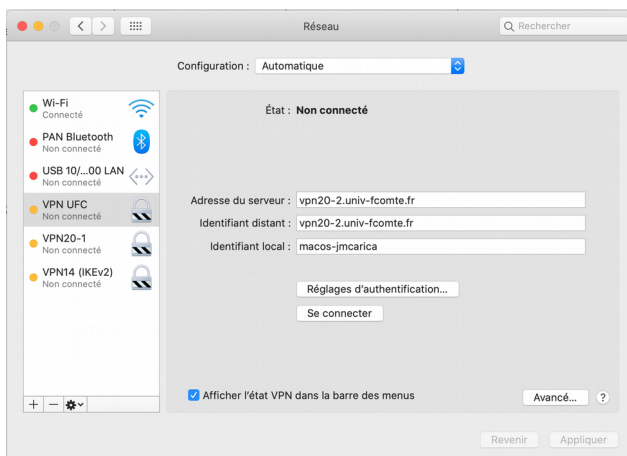 Réseau
Rechercher
Configuration : Automatique
Wi-Fi
Connecté
PAN Bluetooth
Non connecté
USB 10/...00 LAN
Non connecté
VPN UFC
Non connecté
VPN20-1
Non connecté
VPN14 (IKEv2)
Non connecté
État : Non connecté
Adresse du serveur : vpn20-2.univ-fcomte.fr
Identifiant distant : vpn20-2.univ-fcomte.fr
Identifiant local : macos-jmcarica
Réglages d’authentification...
Se connecter
Afficher l’état VPN dans la barre des menus
Avancé... ?
Revenir Appliquer